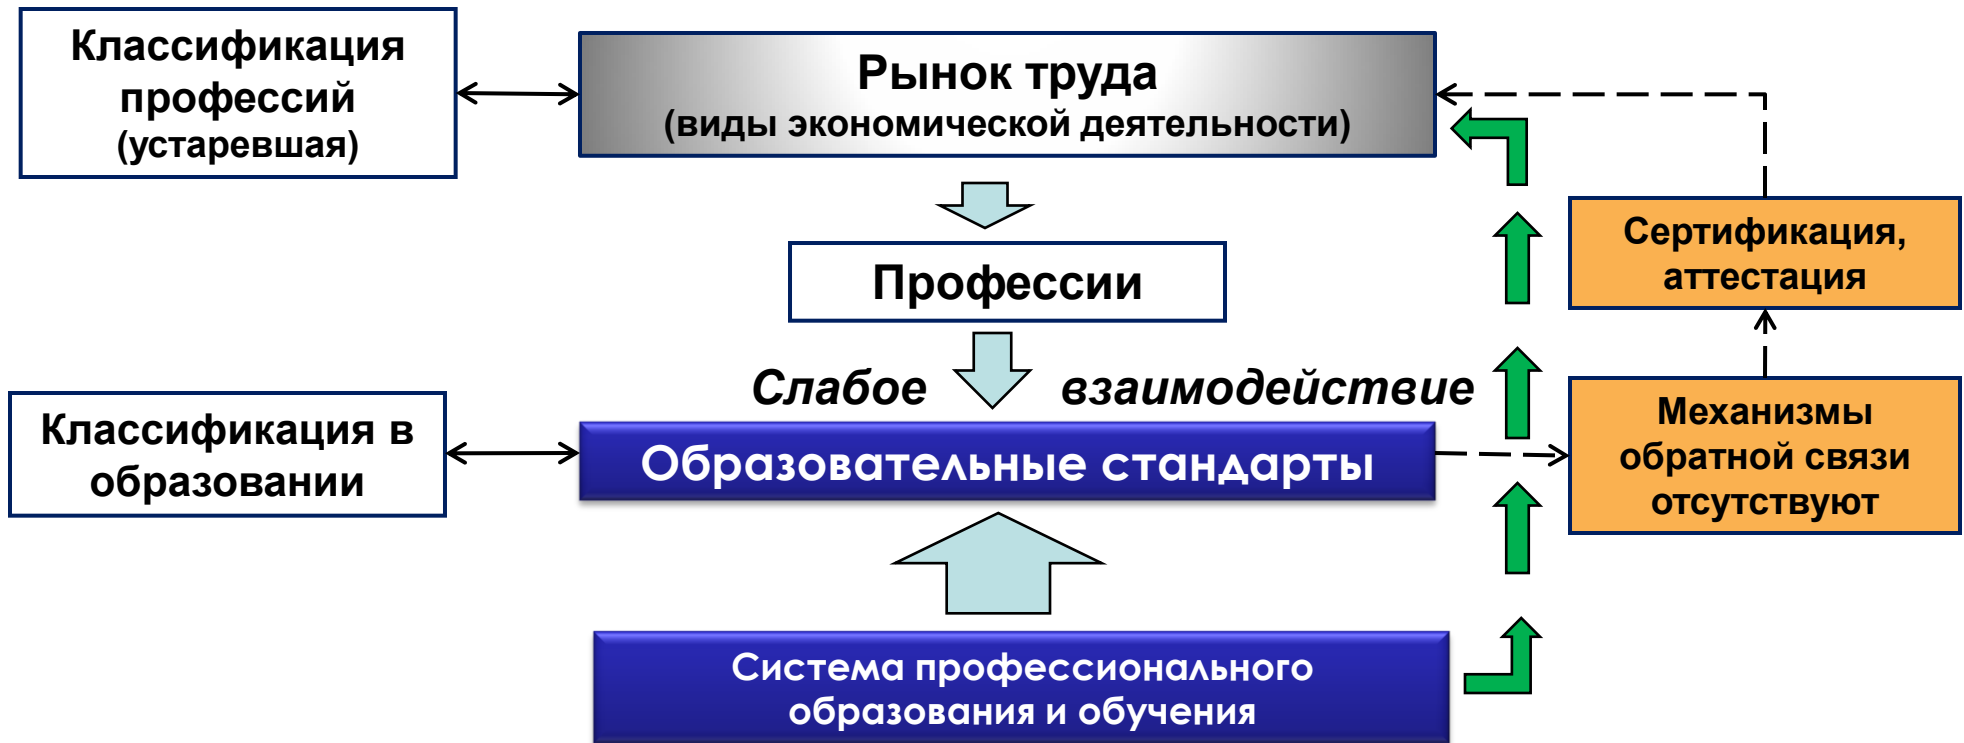 Классификация
профессий
(устаревшая)
Рынок труда
(виды экономической деятельности)
Сертификация,
аттестация
Профессии
Слабое взаимодействие
Классификация в
образовании
Образовательные стандарты
Механизмы
обратной связи
отсутствуют
Система профессионального
образования и обучения